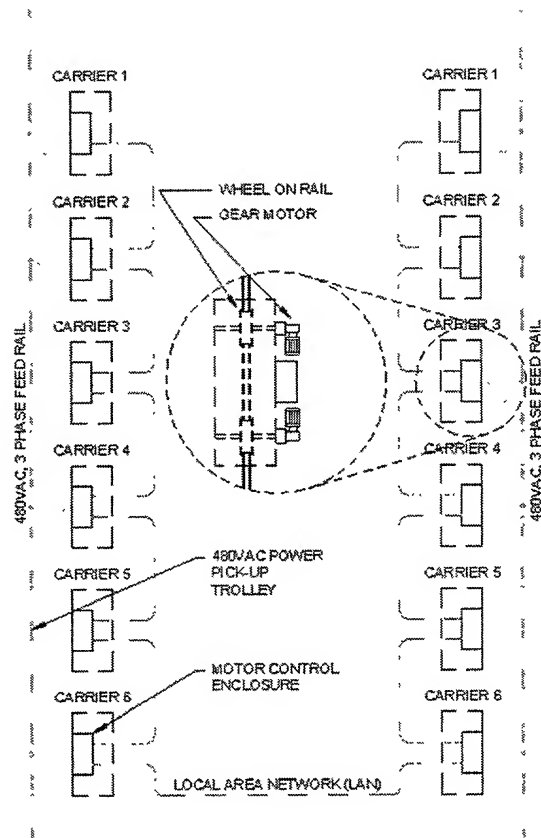 CARRIER 1
CARRIER 1
WHEEL ON RAIL
GEAR MOTOR
CARRIER 2
CARRIER 2
CARRIER 3
CARRIER 3
480VAC, 3 PHASE FEED RAIL
480VAC, 3 PHASE FEED RAIL
CARRIER 4
CARRIER 4
480VAC POWER
PICK-UP
TROLLEY
CARRIER 5
CARRIER 5
MOTOR CONTROL
ENCLOSURE
CARRIER 6
CARRIER 6
LOCAL AREA NETWORK (LAN)